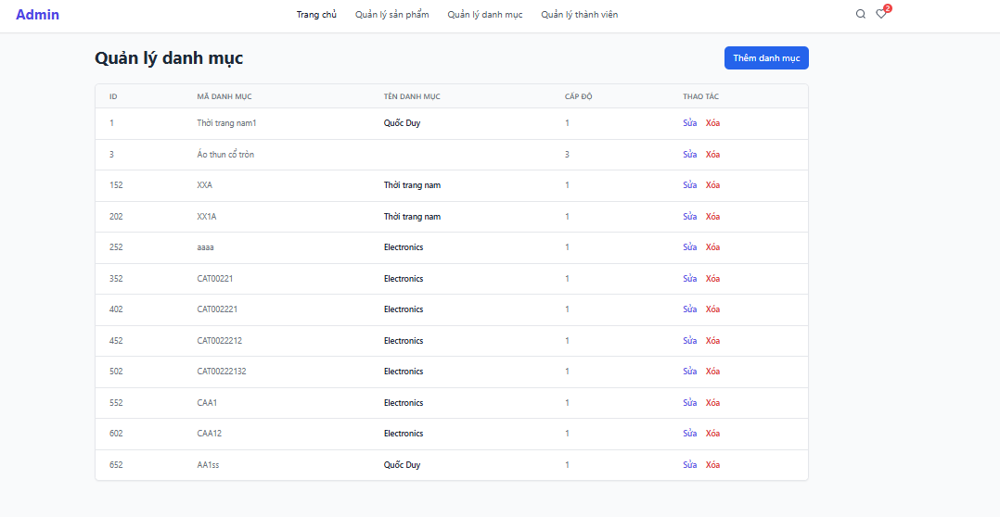 Admin Trang chủ Quản lý sản phẩm Quản lý danh mục Quản lý thành viên 2
Quản lý danh mục Thêm danh mục
ID MÃ DANH MỤC TÊN DANH MỤC CẤP ĐỘ THAO TÁC
1 Thời trang nam1 Quốc Duy 1 Sửa Xóa
3 Áo thun cổ tròn 3 Sửa Xóa
152 XXA Thời trang nam 1 Sửa Xóa
202 XX1A Thời trang nam 1 Sửa Xóa
252 aaaa Electronics 1 Sửa Xóa
352 CAT00221 Electronics 1 Sửa Xóa
402 CAT002221 Electronics 1 Sửa Xóa
452 CAT0022212 Electronics 1 Sửa Xóa
502 CAT00222132 Electronics 1 Sửa Xóa
552 CAA1 Electronics 1 Sửa Xóa
602 CAA12 Electronics 1 Sửa Xóa
652 AA1ss Quốc Duy 1 Sửa Xóa